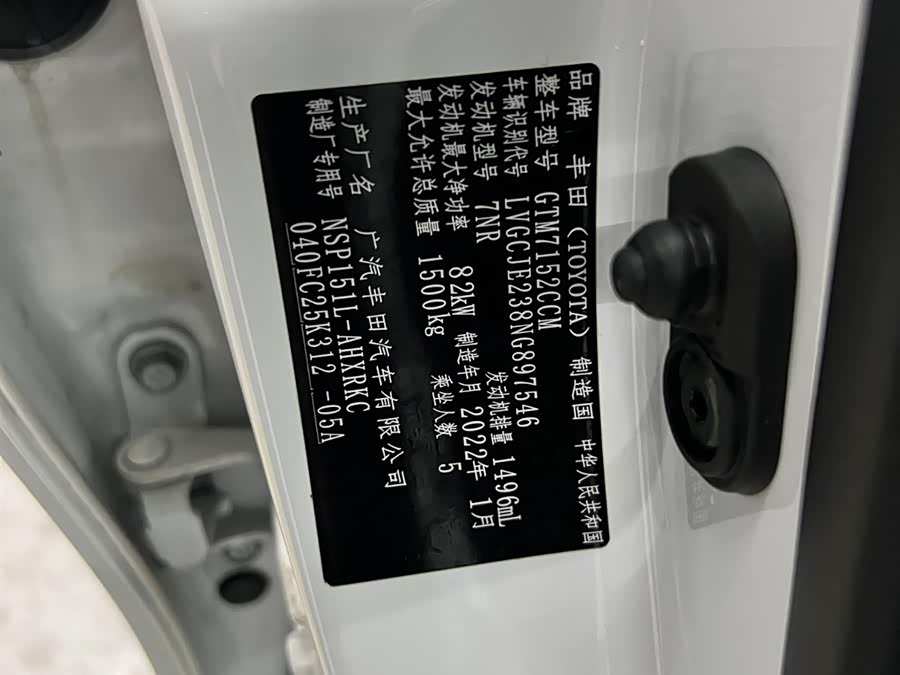 品牌 丰田(TOYOTA) 制造国 中华人民共和国
整车型号 GTM7152CCM
车辆识别代号 LVGCJE238NG897546
发动机型号 7NR 发动机排量 1496mL
发动机最大净功率 82kW 制造年月 2022年 1月
最大允许总质量 1500kg 乘坐人数 5
生产厂名 广汽丰田汽车有限公司
制造厂专用号 NSP151L-AHXRKC
040FC25K312 -05A